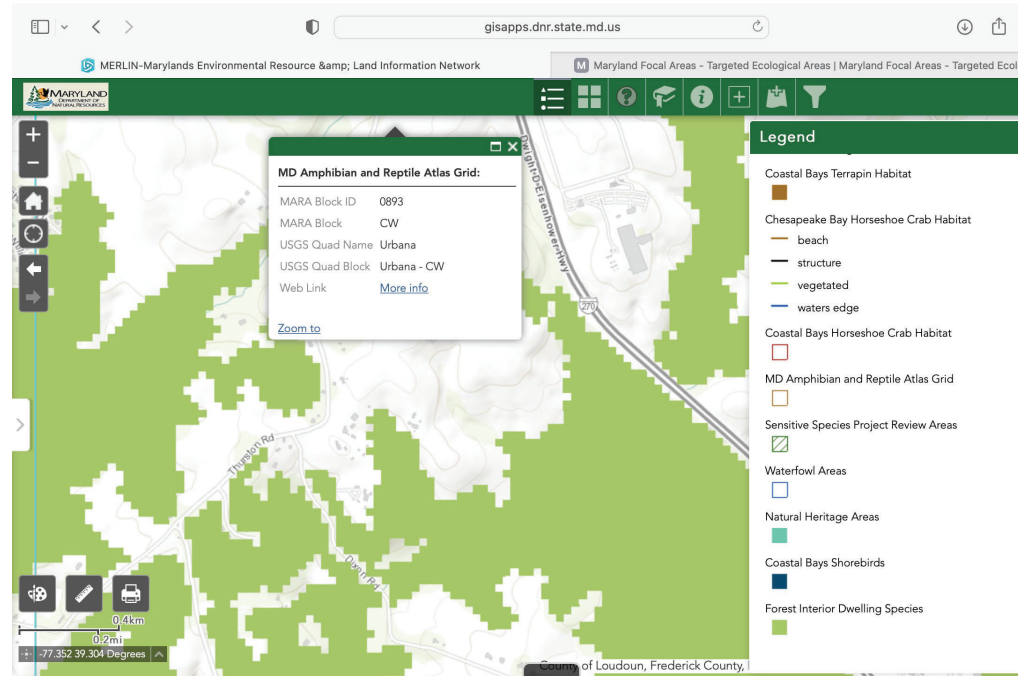 gisapps.dnr.state.md.us
MERLIN-Marylands Environmental Resource &amp; Land Information Network
Maryland Focal Areas - Targeted Ecological Areas | Maryland Focal Areas - Targeted Ecol
MARYLAND
DEPARTMENT OF
NATURAL RESOURCES
MD Amphibian and Reptile Atlas Grid:
MARA Block ID 0893
MARA Block CW
USGS Quad Name Urbana
USGS Quad Block Urbana - CW
Web Link More info
Zoom to
Dwight-D-Eisenhower-Hwy
270
Thurston Rd
Dixon Rd
0.4km
0.2mi
-77.352 39.304 Degrees
County of Loudoun, Frederick County,
Legend
Coastal Bays Terrapin Habitat
Chesapeake Bay Horseshoe Crab Habitat
beach
structure
vegetated
waters edge
Coastal Bays Horseshoe Crab Habitat
MD Amphibian and Reptile Atlas Grid
Sensitive Species Project Review Areas
Waterfowl Areas
Natural Heritage Areas
Coastal Bays Shorebirds
Forest Interior Dwelling Species